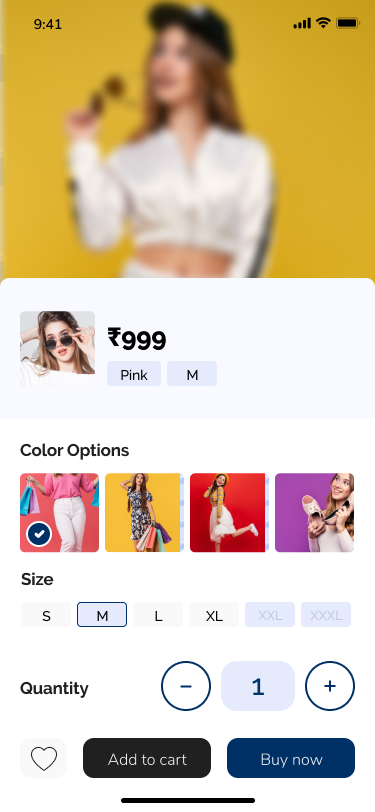 9:41
₹999
Pink M
Color Options
Size
S M L XL XXL XXXL
Quantity − 1 +
Add to cart Buy now